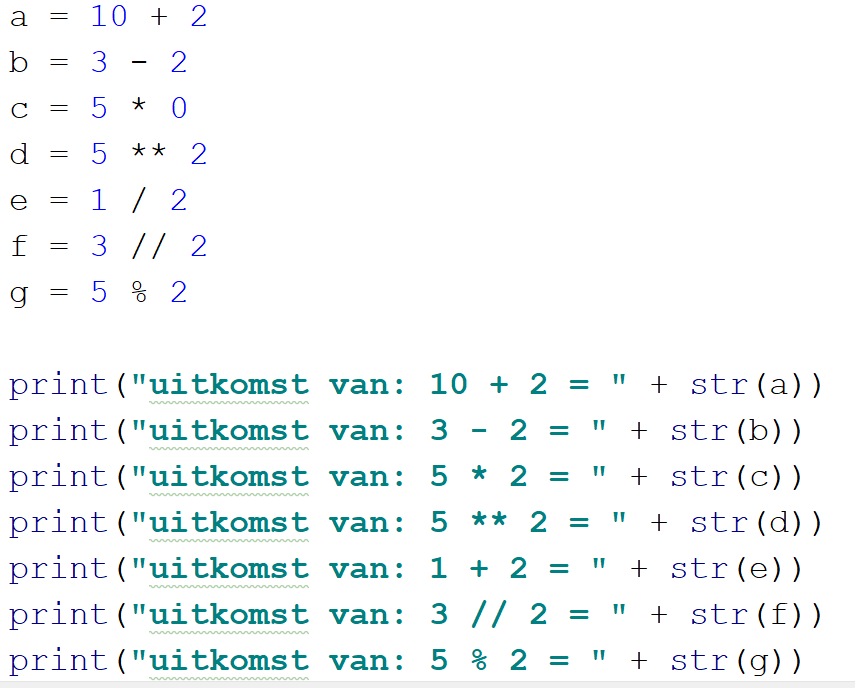 a = 10 + 2
b = 3 - 2
c = 5 * 0
d = 5 ** 2
e = 1 / 2
f = 3 // 2
g = 5 % 2
print("uitkomst van: 10 + 2 = " + str(a))
print("uitkomst van: 3 - 2 = " + str(b))
print("uitkomst van: 5 * 2 = " + str(c))
print("uitkomst van: 5 ** 2 = " + str(d))
print("uitkomst van: 1 + 2 = " + str(e))
print("uitkomst van: 3 // 2 = " + str(f))
print("uitkomst van: 5 % 2 = " + str(g))